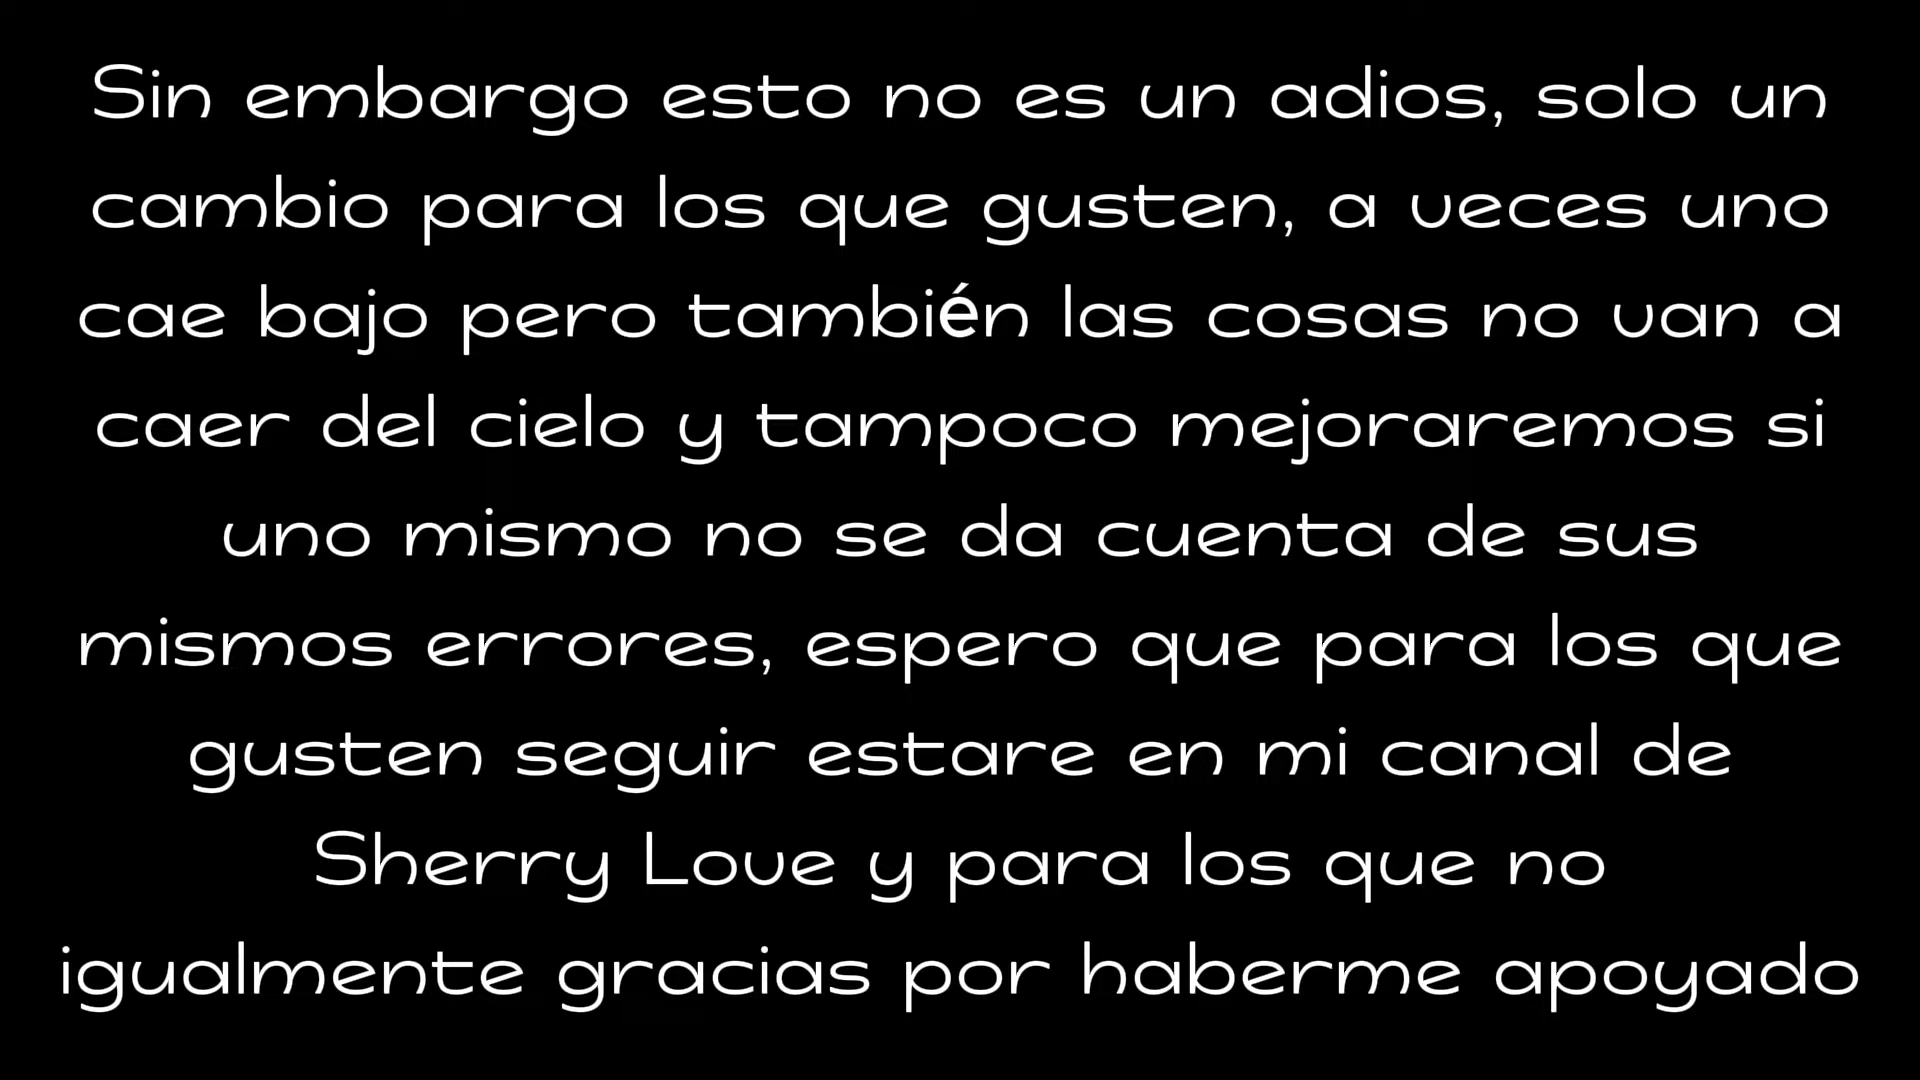 Sin embargo esto no es un adios, solo un
cambio para los que gusten, a veces uno
cae bajo pero también las cosas no van a
caer del cielo y tampoco mejoraremos si
uno mismo no se da cuenta de sus
mismos errores, espero que para los que
gusten seguir estare en mi canal de
Sherry Love y para los que no
igualmente gracias por haberme apoyado